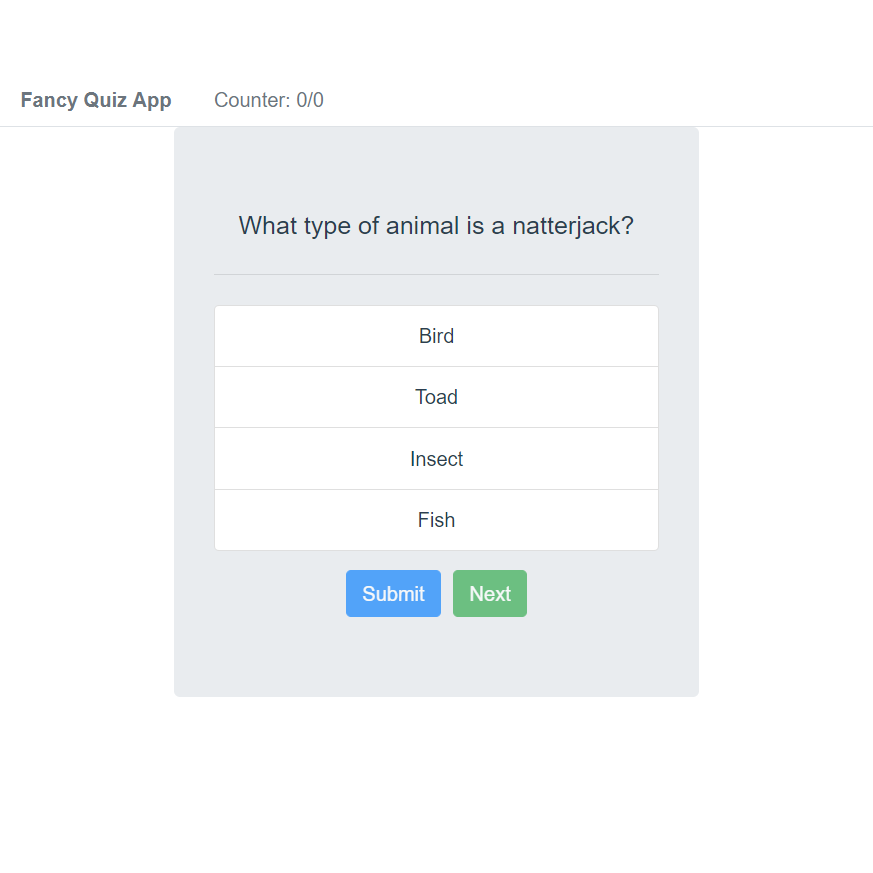 Fancy Quiz App Counter: 0/0
What type of animal is a natterjack?
Bird
Toad
Insect
Fish
Submit Next